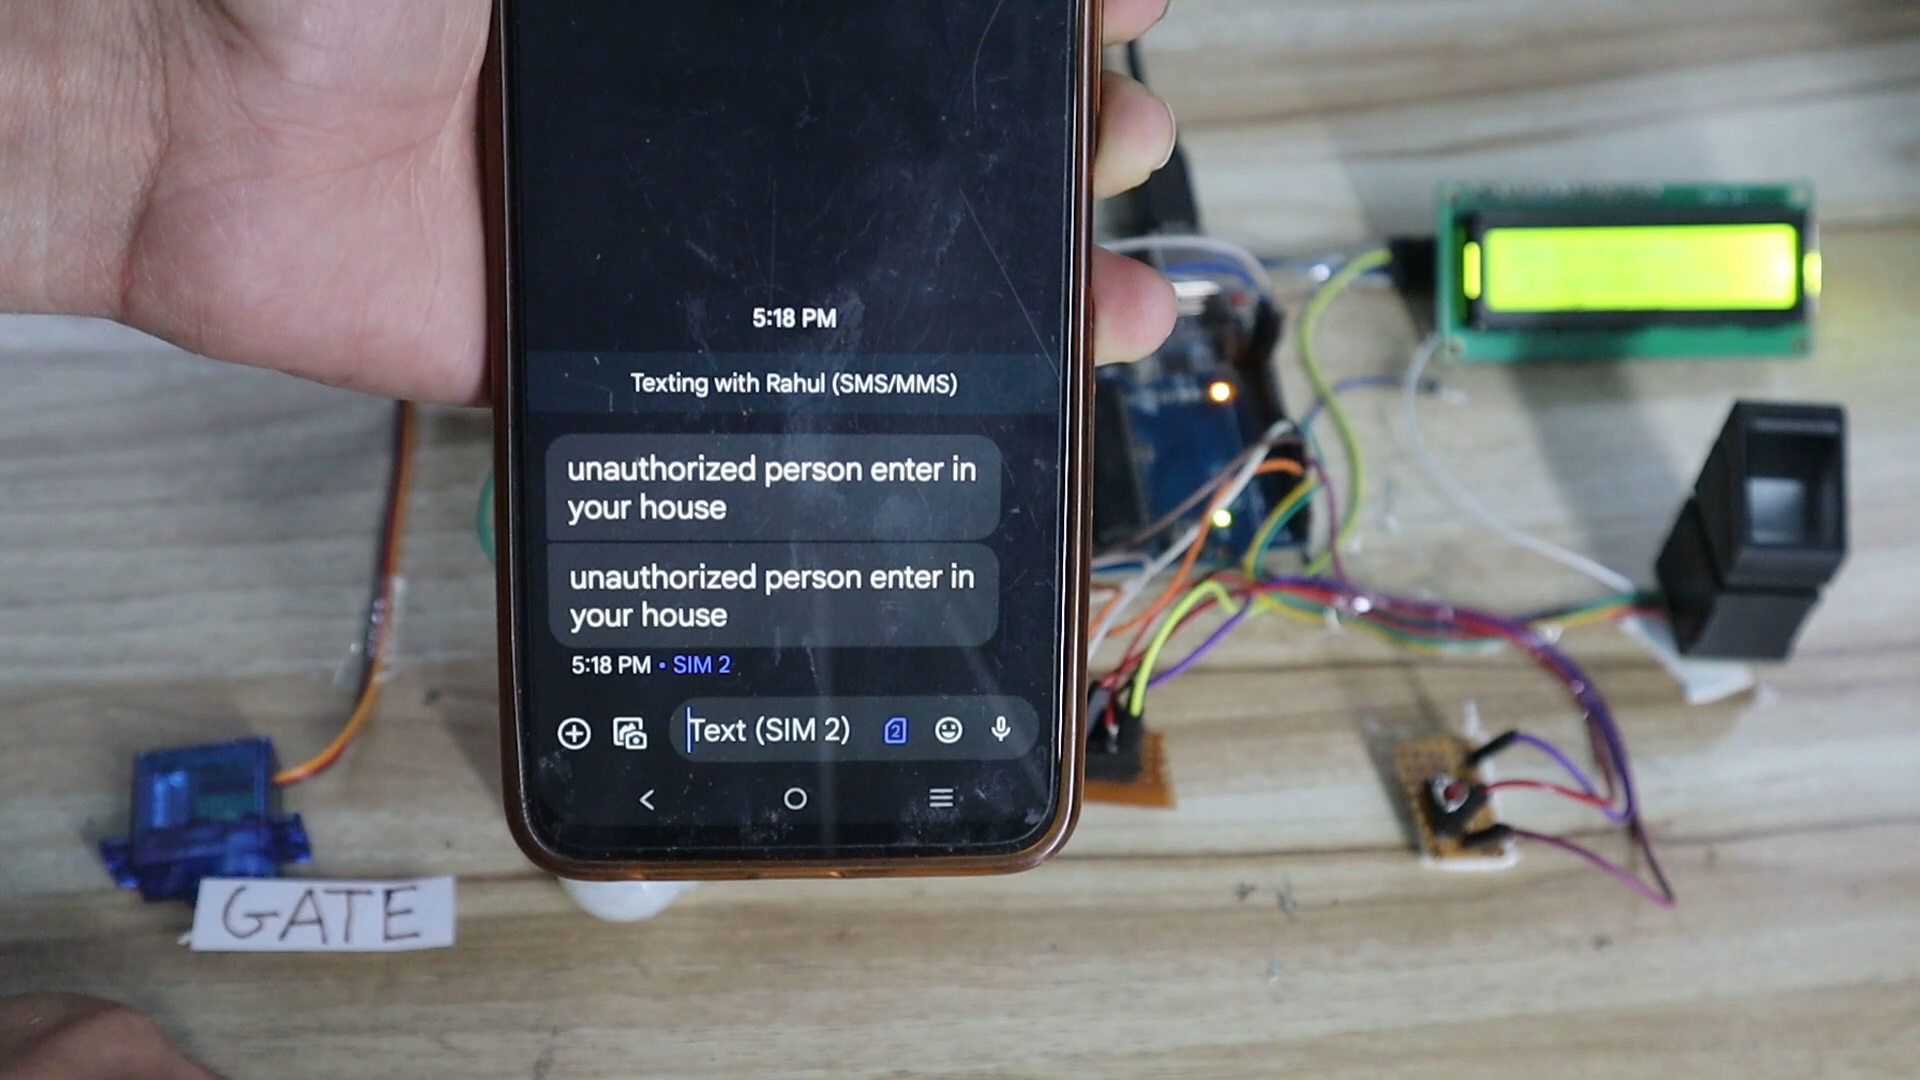 5:18 PM
Texting with Rahul (SMS/MMS)
unauthorized person enter in
your house
unauthorized person enter in
your house
5:18 PM • SIM 2
Text (SIM 2)
2
GATE